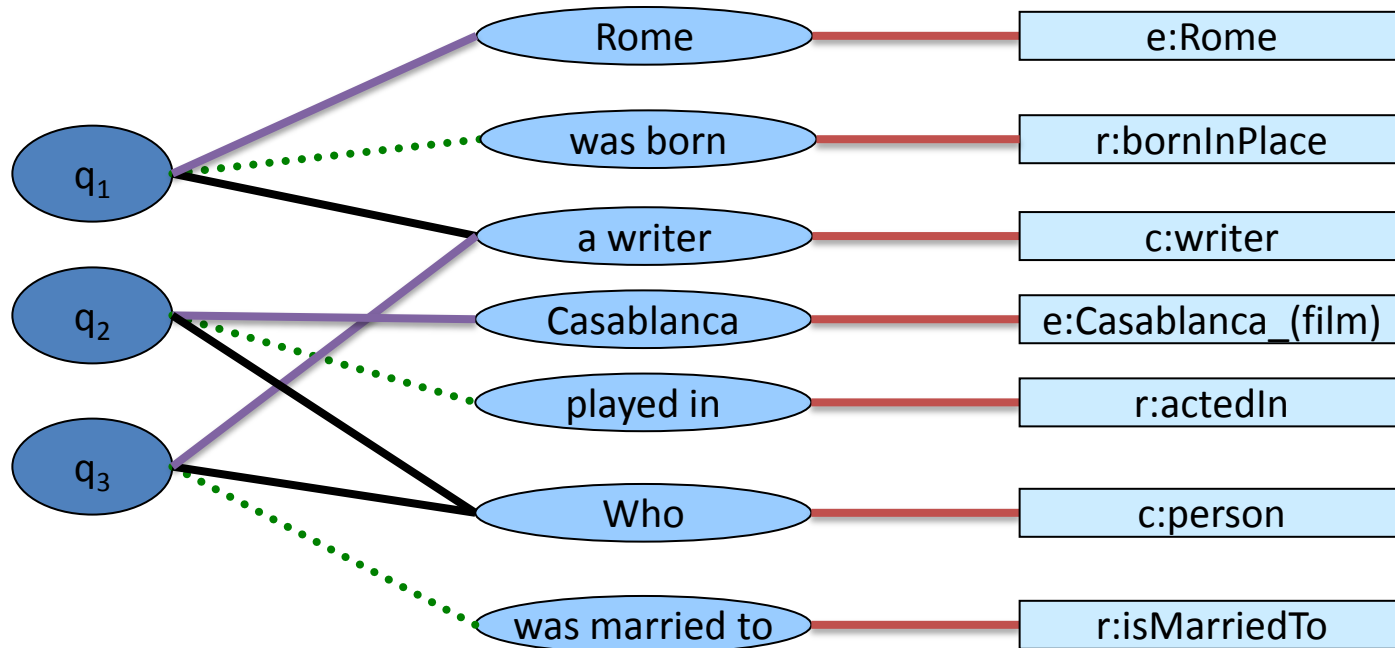 Rome e:Rome
was born r:bornInPlace
q₁
a writer c:writer
q₂ Casablanca e:Casablanca_(film)
played in r:actedIn
q₃
Who c:person
was married to r:isMarriedTo